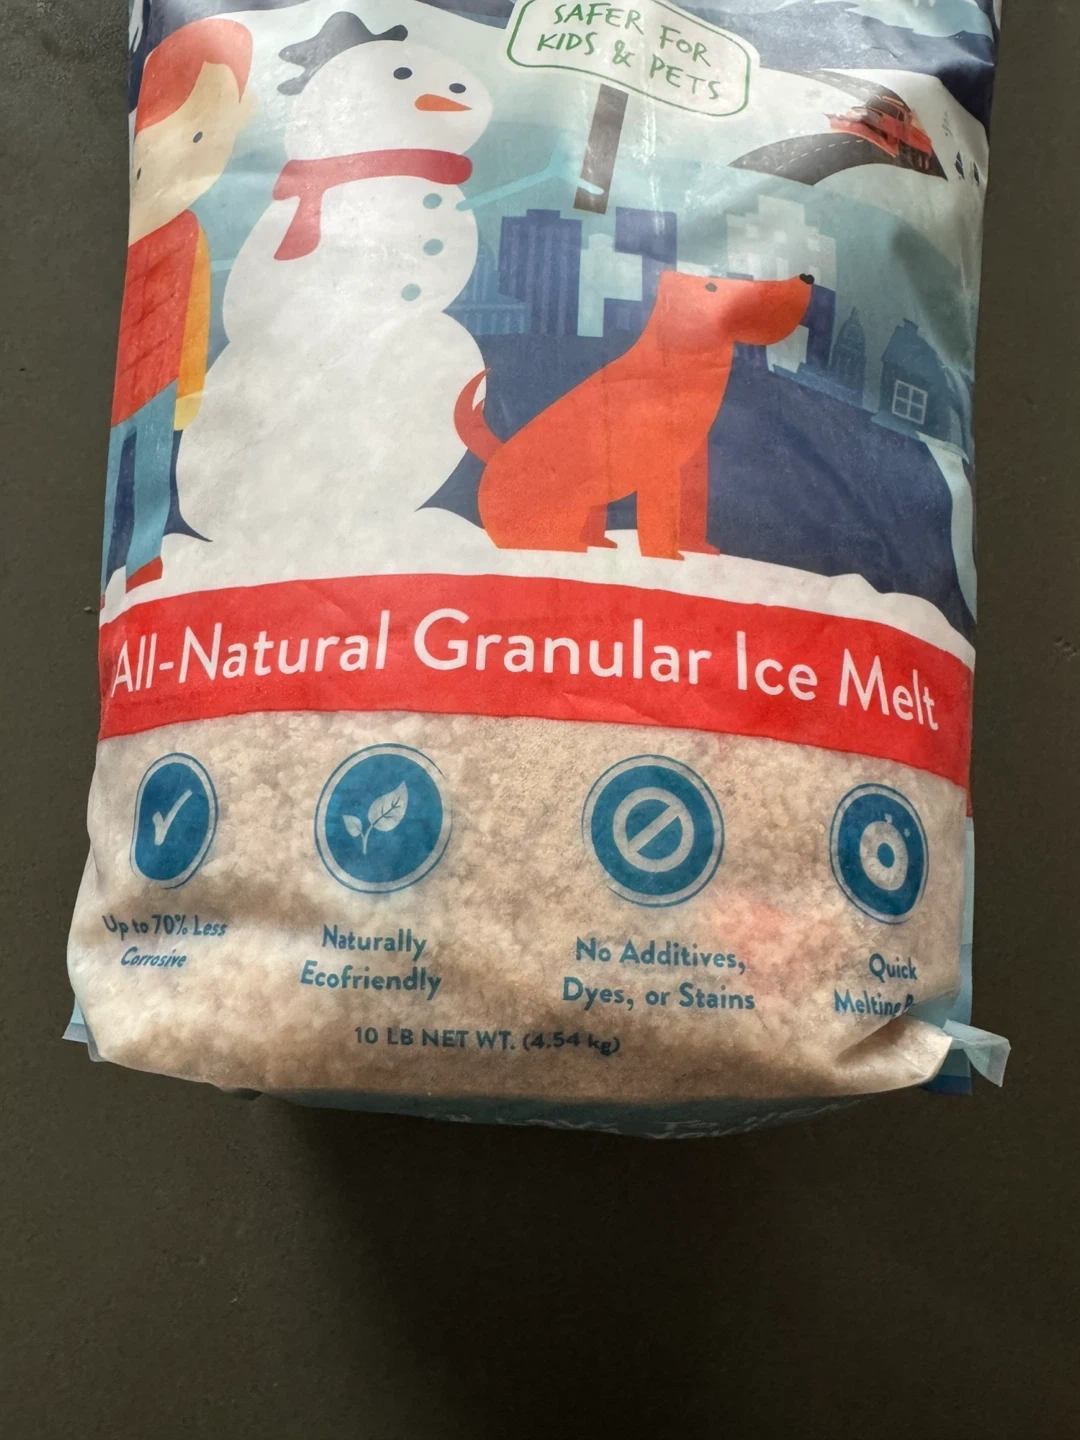 SAFER FOR
KIDS & PETS
All-Natural Granular Ice Melt
Up to 70% Less
Corrosive
Naturally
Ecofriendly
No Additives,
Dyes, or Stains
Quick
Melting
10 LB NET WT. (4.54 kg)